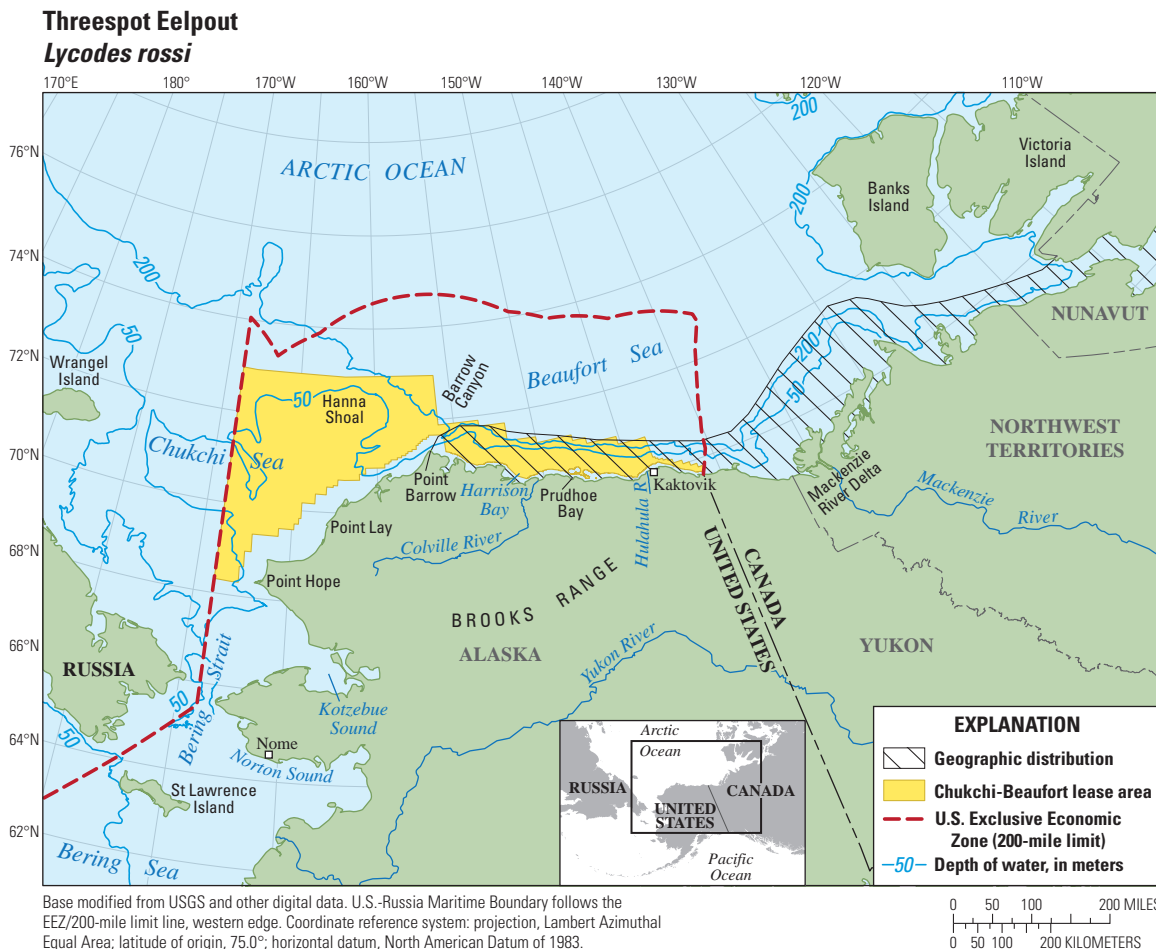 Threespot Eelpout
Lycodes rossi
170°E
180°
170°W
160°W
150°W
140°W
130°W
120°W
110°W
76°N
74°N
72°N
70°N
68°N
66°N
64°N
62°N
200
200
Victoria
Island
Banks
Island
ARCTIC OCEAN
200
50
NUNAVUT
Wrangel
Island
Beaufort Sea
Barrow
Canyon
200
50
50
Hanna
Shoal
NORTHWEST
TERRITORIES
Chukchi Sea
Point
Barrow
Harrison
Bay
Prudhoe
Bay
Hulahula R
Kaktovik
Mackenzie
River Delta
Mackenzie
River
Point Lay
Colville River
Point Hope
CANADA
UNITED STATES
BROOKS RANGE
ALASKA
YUKON
Yukon River
RUSSIA
Bering Strait
50
50
Kotzebue
Sound
Nome
Norton Sound
St Lawrence
Island
Bering Sea
Arctic
Ocean
RUSSIA
CANADA
UNITED
STATES
Pacific
Ocean
EXPLANATION
Geographic distribution
Chukchi-Beaufort lease area
U.S. Exclusive Economic
Zone (200-mile limit)
50
Depth of water, in meters
Base modified from USGS and other digital data. U.S.-Russia Maritime Boundary follows the
EEZ/200-mile limit line, western edge. Coordinate reference system: projection, Lambert Azimuthal
Equal Area; latitude of origin, 75.0°; horizontal datum, North American Datum of 1983.
0 50 100 200 MILES
0 50 100 200 KILOMETERS